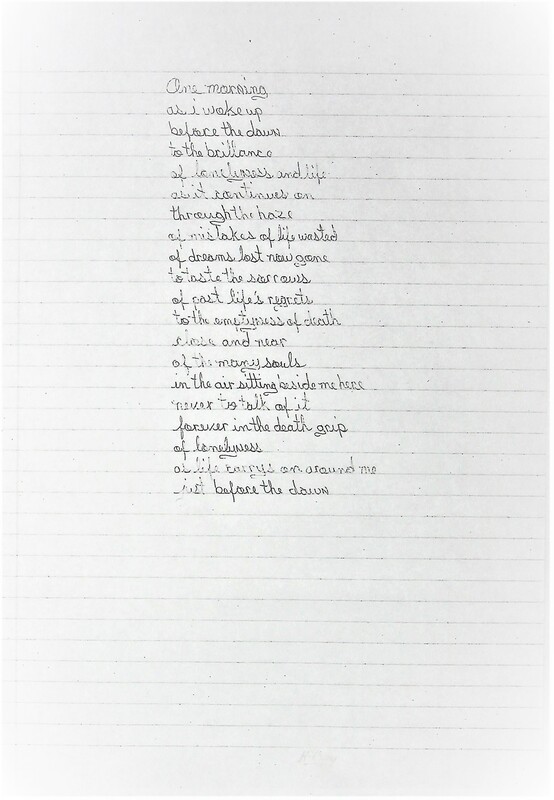 One morning
as i wake up
before the dawn
to the brillance
of lonelyness and life
as it continues on
through the haze
of mistakes of life wasted
of dreams lost now gone
to taste the sorrows
of past life's regrets
to the emptyness of death
close and near
of the many souls
in the air sitting beside me here
never to talk of it
forever in the death grip
of lonelyness
as life carrys on around me
just before the dawn